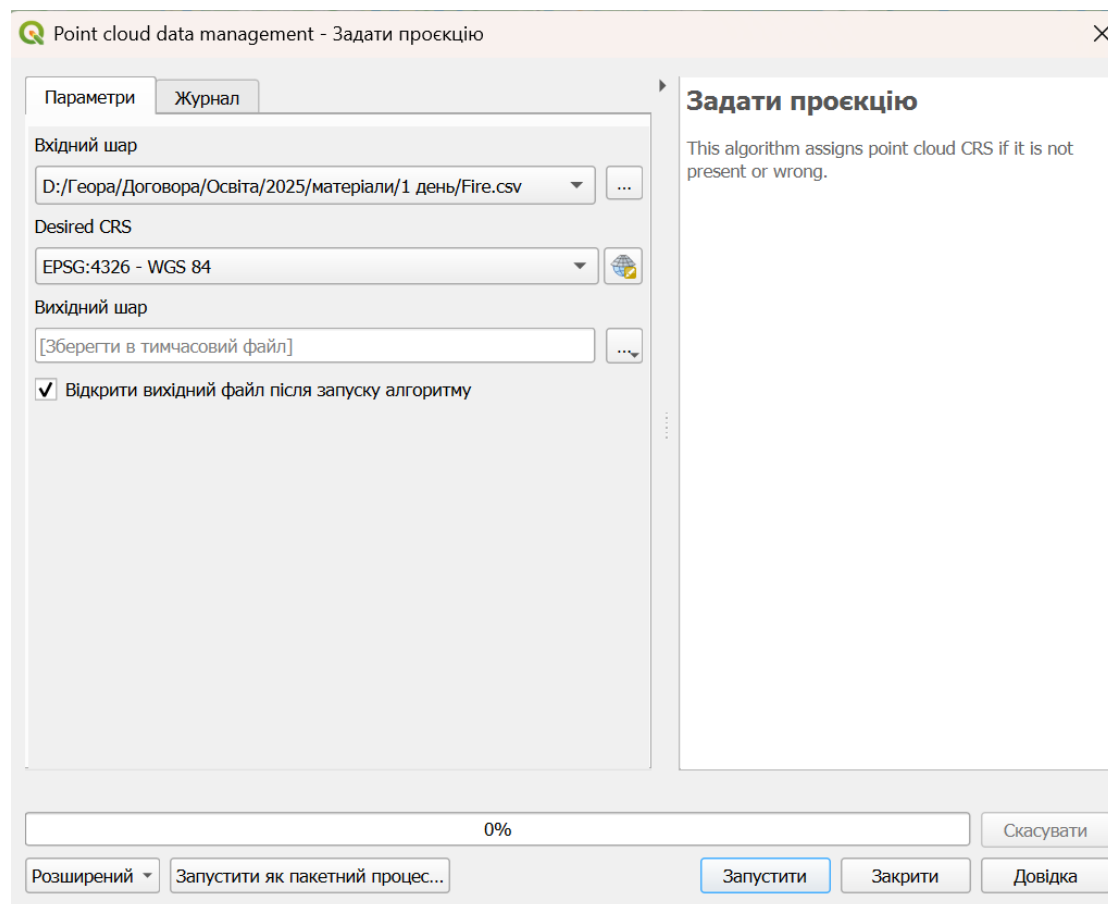 Point cloud data management - Задати проєкцію
Параметри
Журнал
Вхідний шар
D:/Геора/Договора/Освіта/2025/матеріали/1 день/Fire.csv
...
Desired CRS
EPSG:4326 - WGS 84
Вихідний шар
[Зберегти в тимчасовий файл]
...
Відкрити вихідний файл після запуску алгоритму
Задати проєкцію
This algorithm assigns point cloud CRS if it is not
present or wrong.
0%
Скасувати
Розширений
Запустити як пакетний процес...
Запустити
Закрити
Довідка